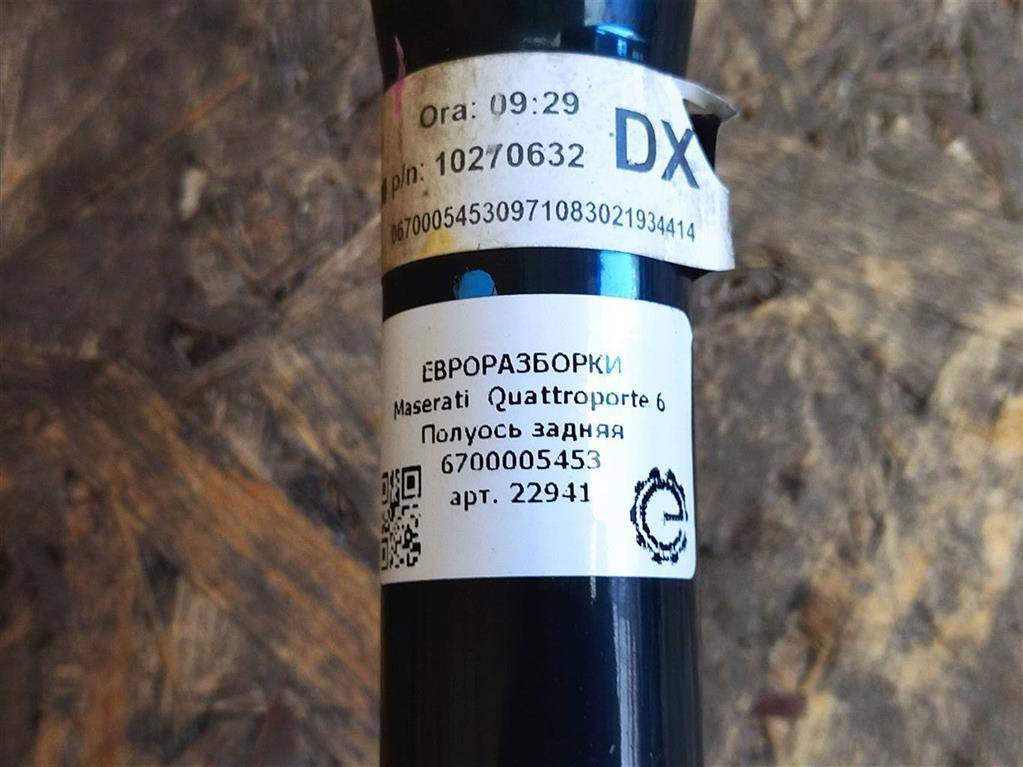 Ora: 09:29
DX
p/n: 10270632
06700054530971083021934414
ЕВРОРАЗБОРКИ
Maserati Quattroporte 6
Полуось задняя
6700005453
арт. 22941